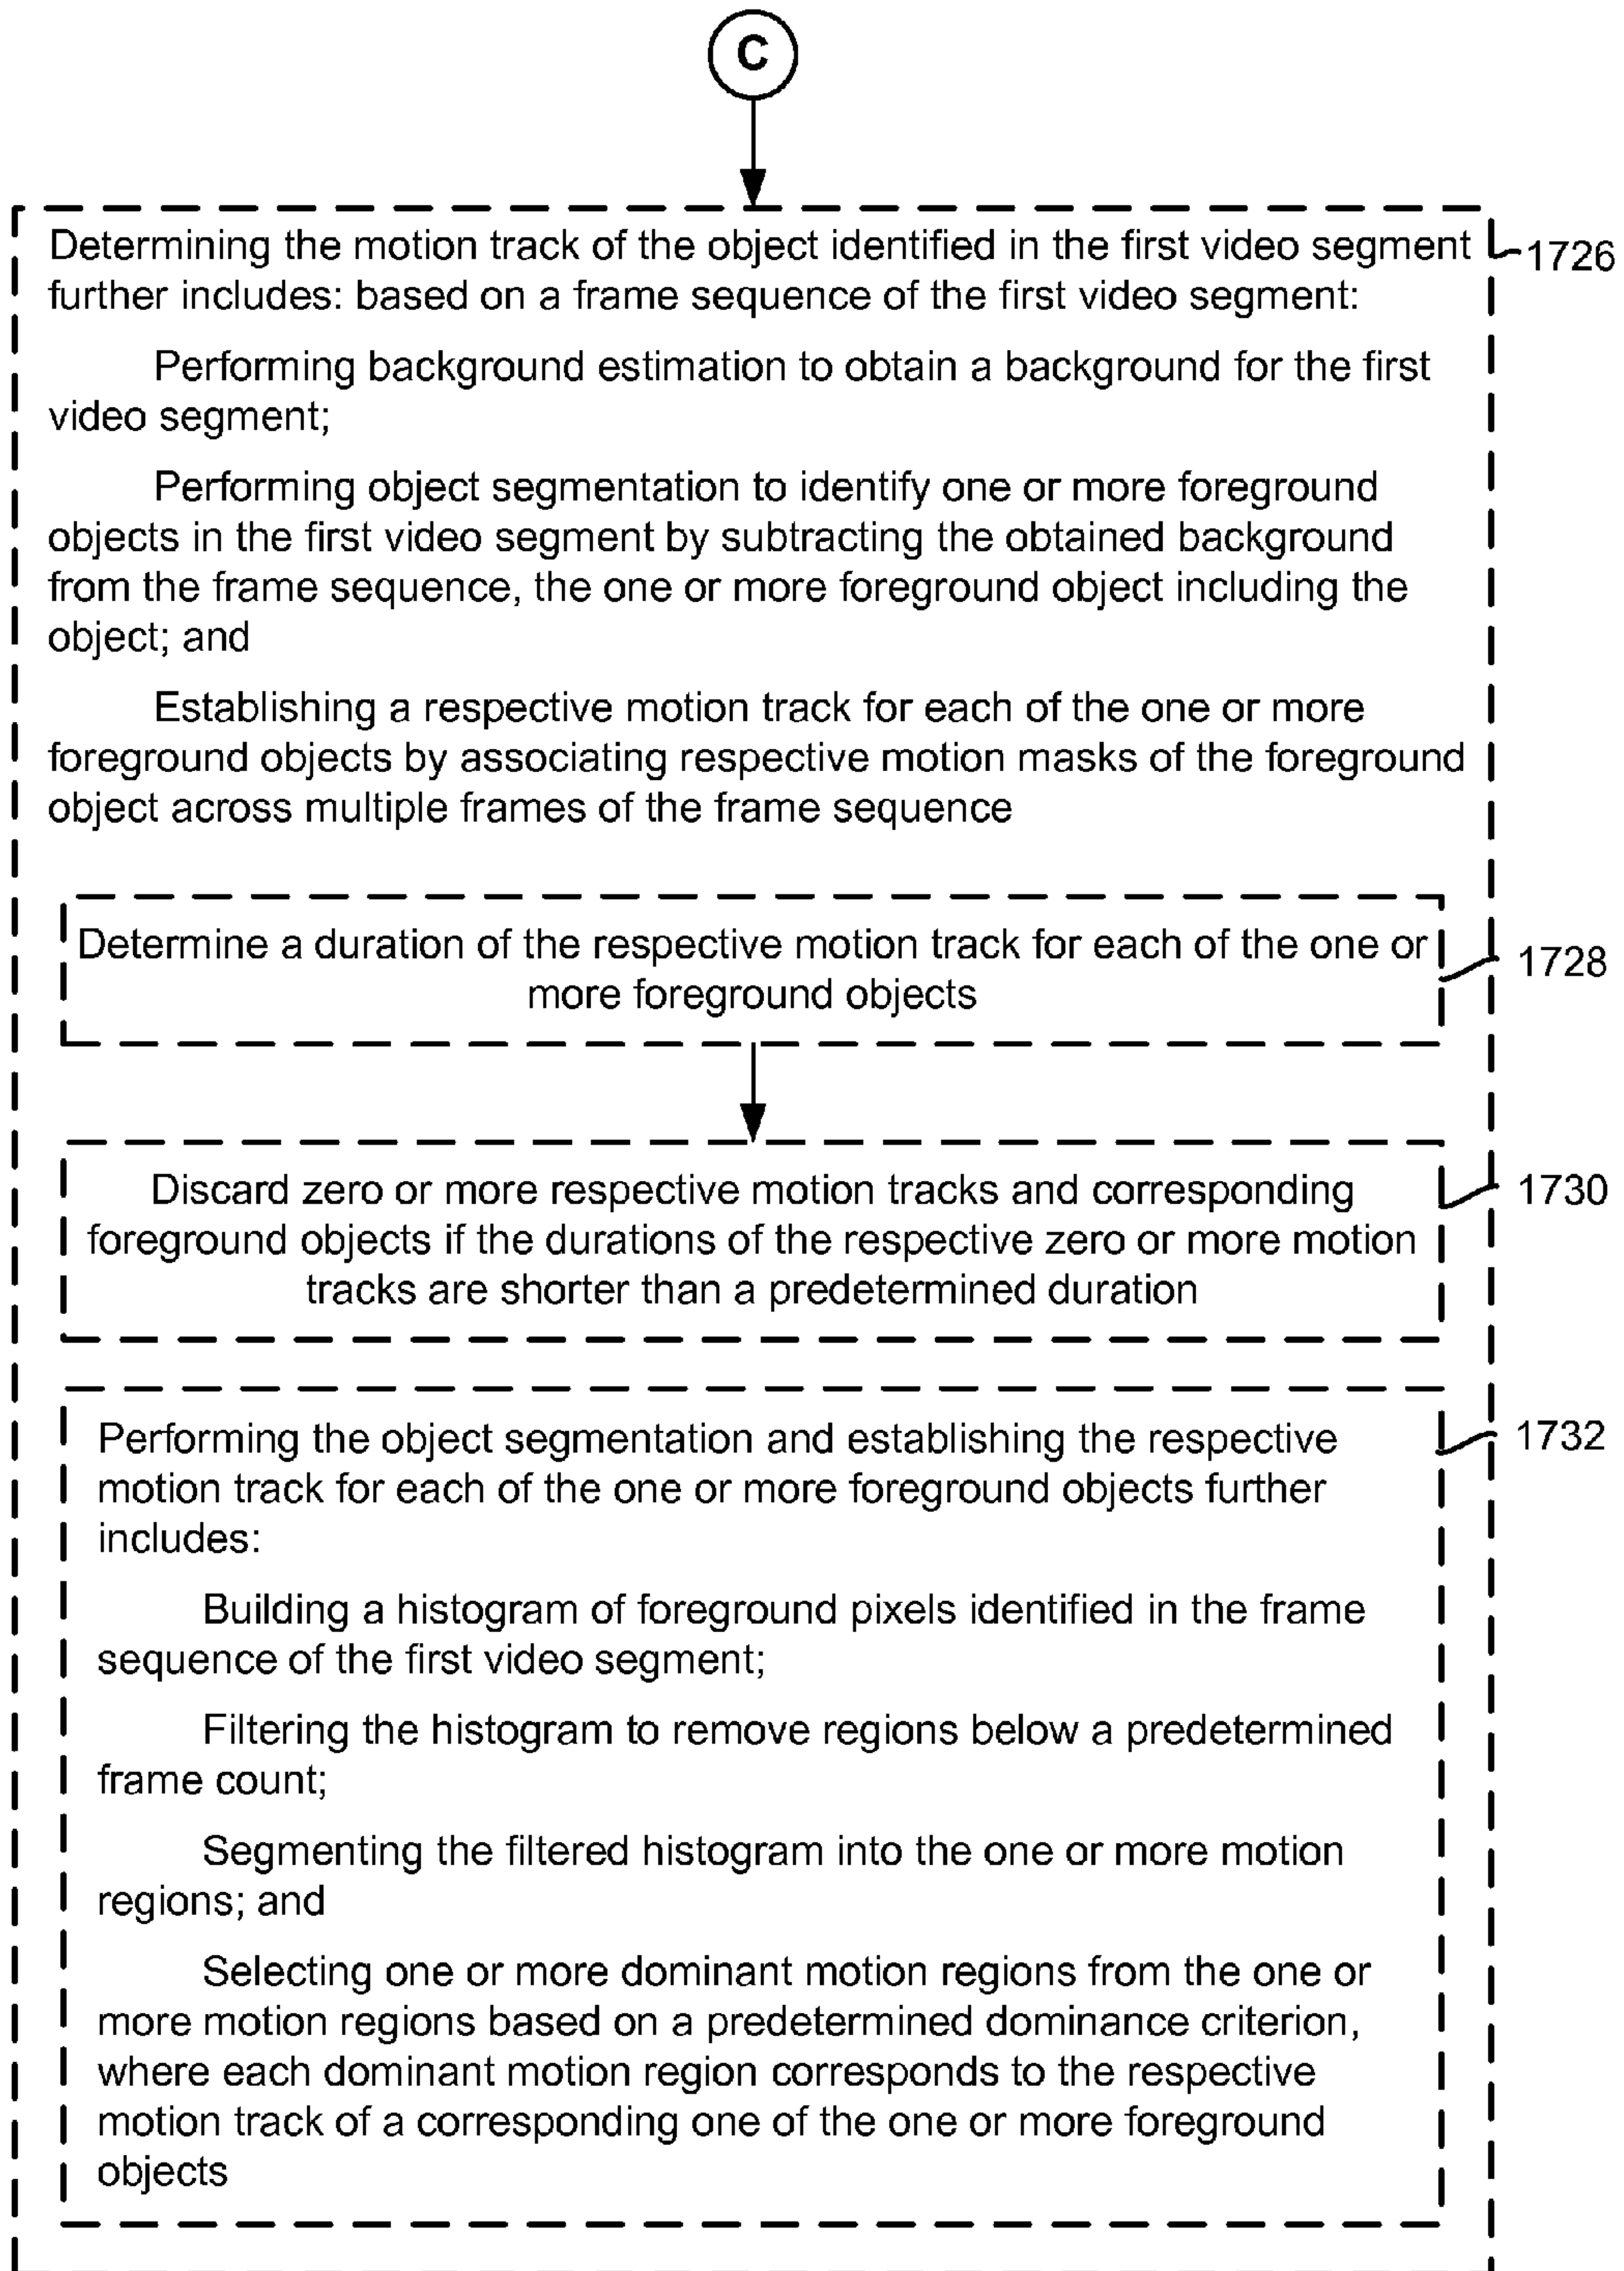 C
Determining the motion track of the object identified in the first video segment
further includes: based on a frame sequence of the first video segment:
1726
Performing background estimation to obtain a background for the first
video segment;
Performing object segmentation to identify one or more foreground
objects in the first video segment by subtracting the obtained background
from the frame sequence, the one or more foreground object including the
object; and
Establishing a respective motion track for each of the one or more
foreground objects by associating respective motion masks of the foreground
object across multiple frames of the frame sequence
Determine a duration of the respective motion track for each of the one or
more foreground objects
1728
Discard zero or more respective motion tracks and corresponding
foreground objects if the durations of the respective zero or more motion
tracks are shorter than a predetermined duration
1730
Performing the object segmentation and establishing the respective
motion track for each of the one or more foreground objects further
includes:
1732
Building a histogram of foreground pixels identified in the frame
sequence of the first video segment;
Filtering the histogram to remove regions below a predetermined
frame count;
Segmenting the filtered histogram into the one or more motion
regions; and
Selecting one or more dominant motion regions from the one or
more motion regions based on a predetermined dominance criterion,
where each dominant motion region corresponds to the respective
motion track of a corresponding one of the one or more foreground
objects